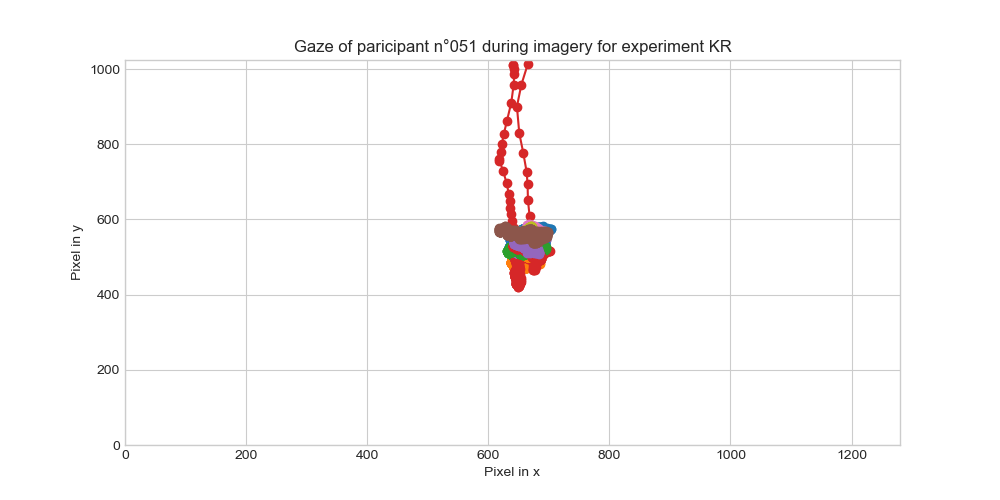 Gaze of paricipant n°051 during imagery for experiment KR
1000
800
600
400
200
0
Pixel in y
0 200 400 600 800 1000 1200
Pixel in x